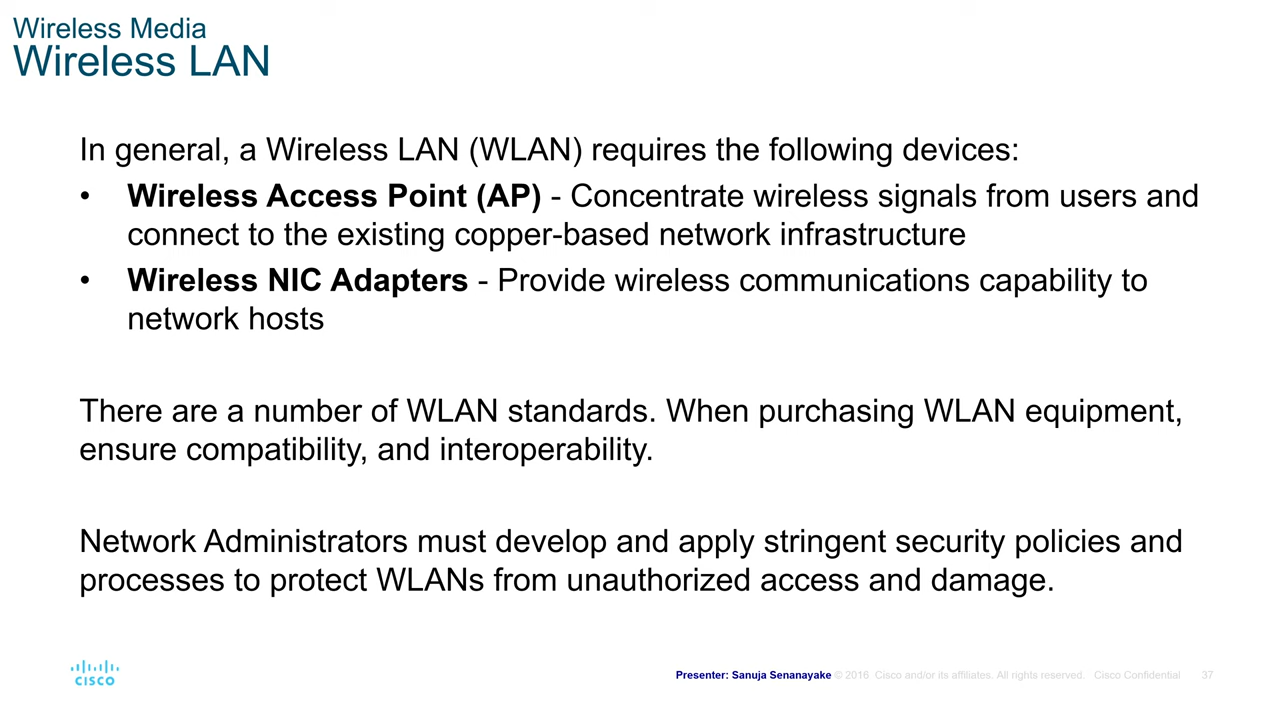 Wireless Media
Wireless LAN
In general, a Wireless LAN (WLAN) requires the following devices:
• Wireless Access Point (AP) - Concentrate wireless signals from users and
connect to the existing copper-based network infrastructure
• Wireless NIC Adapters - Provide wireless communications capability to
network hosts
There are a number of WLAN standards. When purchasing WLAN equipment,
ensure compatibility, and interoperability.
Network Administrators must develop and apply stringent security policies and
processes to protect WLANs from unauthorized access and damage.
CISCO
Presenter: Sanuja Senanayake © 2016 Cisco and/or its affiliates. All rights reserved. Cisco Confidential 37